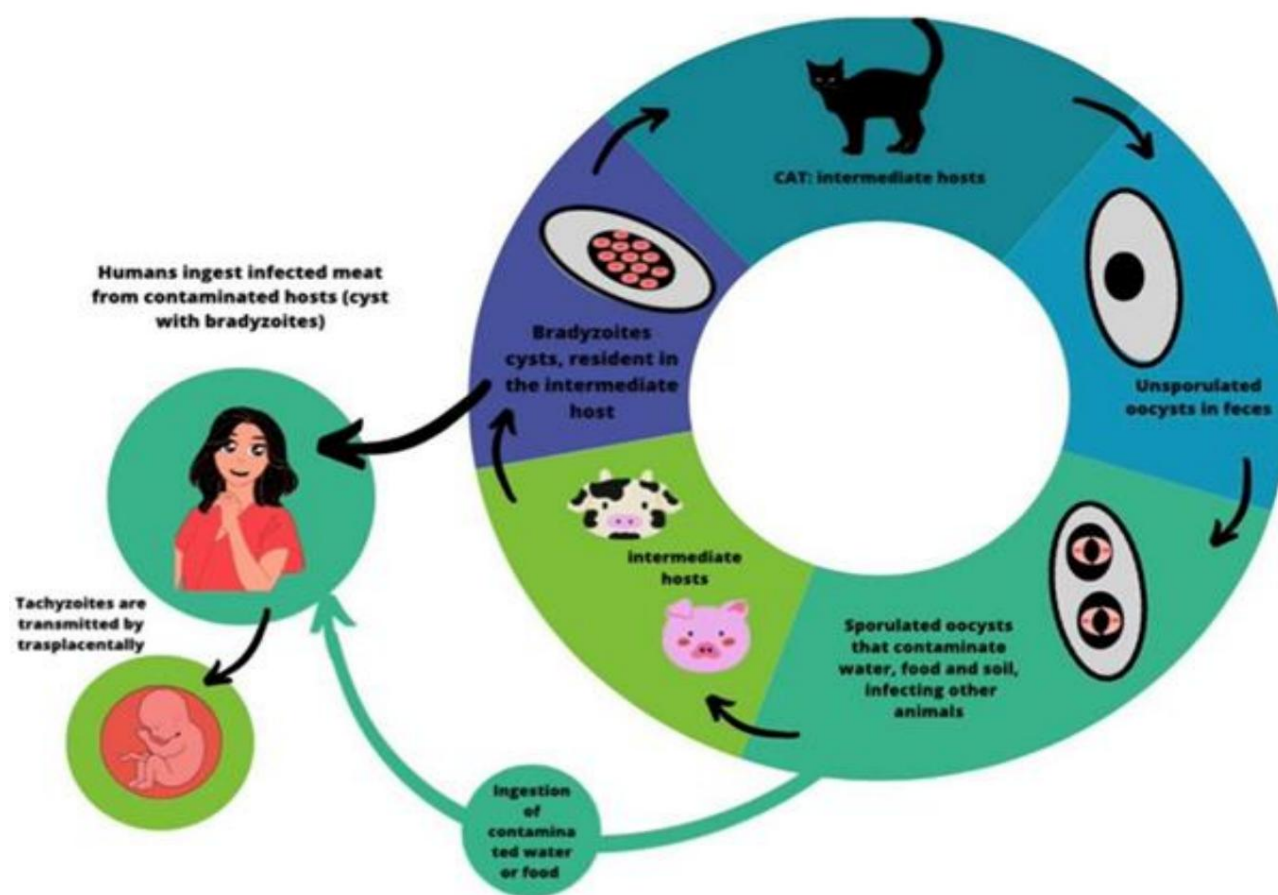 CAT: intermediate hosts
Unsporulated
oocysts in feces
Sporulated oocysts
that contaminate
water, food and soil,
infecting other
animals
intermediate
hosts
Bradyzoites
cysts, resident in
the intermediate
host
Humans ingest infected meat
from contaminated hosts (cyst
with bradyzoites)
Tachyzoites are
transmitted by
trasplacentally
Ingestion
of
contamina
ted water
or food